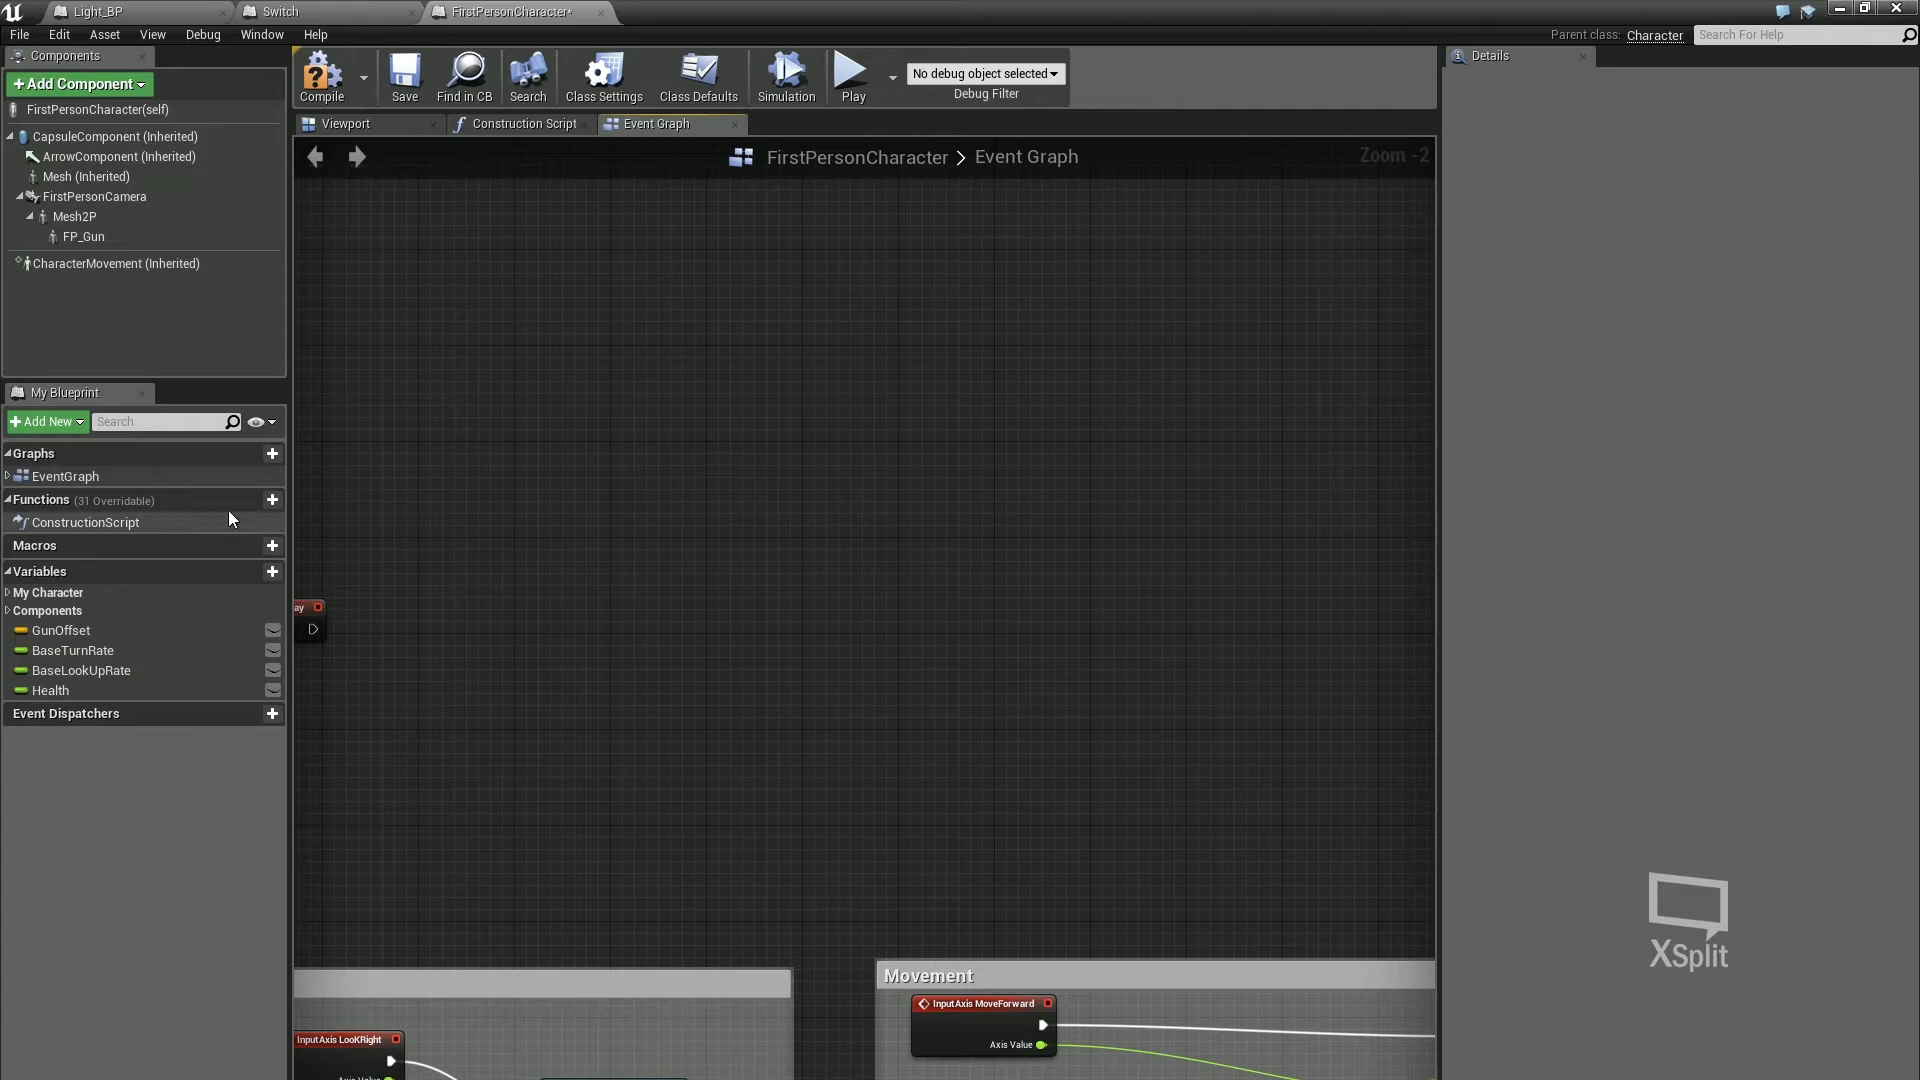 Light_BP
Switch
FirstPersonCharacter*
File Edit Asset View Debug Window Help
Parent class: Character
Search For Help
Components
+Add Component
FirstPersonCharacter(self)
CapsuleComponent (Inherited)
ArrowComponent (Inherited)
Mesh (Inherited)
FirstPersonCamera
Mesh2P
FP_Gun
CharacterMovement (Inherited)
Compile
Save
Find in CB
Search
Class Settings
Class Defaults
Simulation
Play
No debug object selected
Debug Filter
Viewport
Construction Script
Event Graph
FirstPersonCharacter > Event Graph
Zoom -2
Details
My Blueprint
+Add New
Search
Graphs
EventGraph
Functions (31 Overridable)
ConstructionScript
Macros
Variables
My Character
Components
GunOffset
BaseTurnRate
BaseLookUpRate
Health
Event Dispatchers
ay
Movement
InputAxis MoveForward
Axis Value
InputAxis LooKRight
Axis Value
XSplit